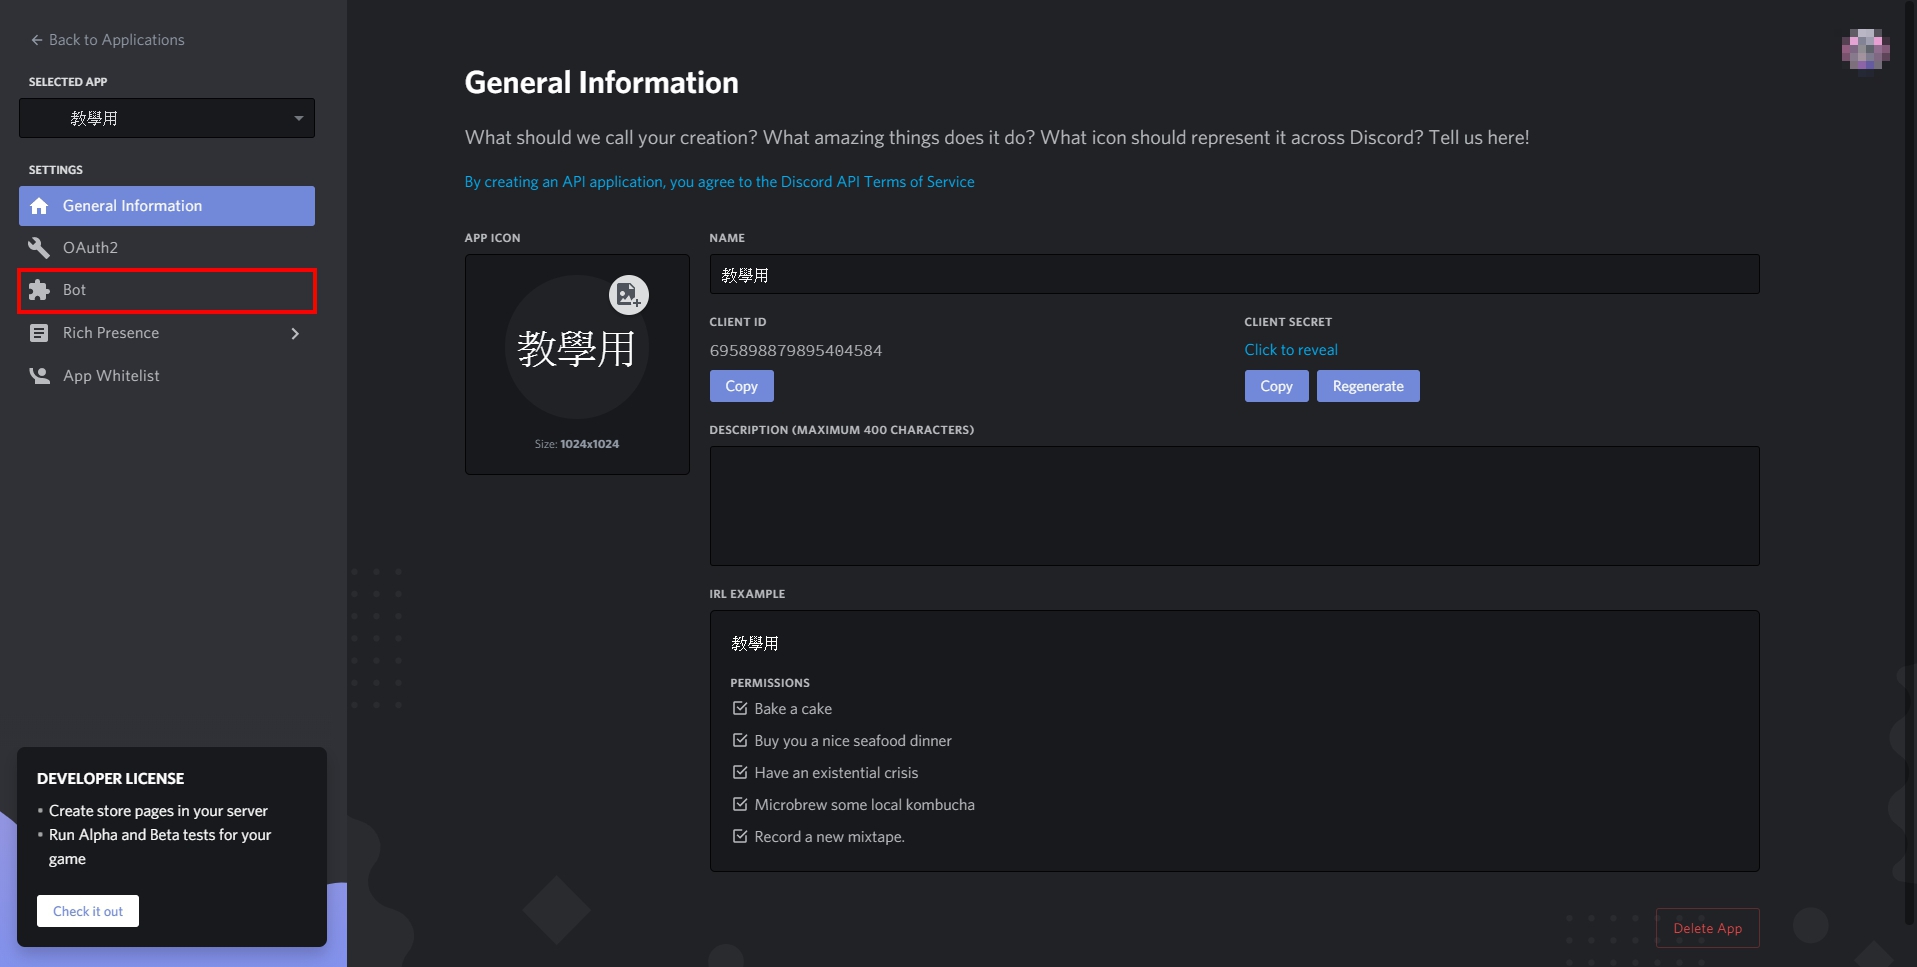 Back to Applications
SELECTED APP
教學用
SETTINGS
General Information
OAuth2
Bot
Rich Presence
App Whitelist
DEVELOPER LICENSE
• Create store pages in your server
• Run Alpha and Beta tests for your
game
Check it out
General Information
What should we call your creation? What amazing things does it do? What icon should represent it across Discord? Tell us here!
By creating an API application, you agree to the Discord API Terms of Service
APP ICON
教學用
Size: 1024x1024
NAME
教學用
CLIENT ID
695898879895404584
Copy
CLIENT SECRET
Click to reveal
Copy Regenerate
DESCRIPTION (MAXIMUM 400 CHARACTERS)
IRL EXAMPLE
教學用
PERMISSIONS
Bake a cake
Buy you a nice seafood dinner
Have an existential crisis
Microbrew some local kombucha
Record a new mixtape.
Delete App